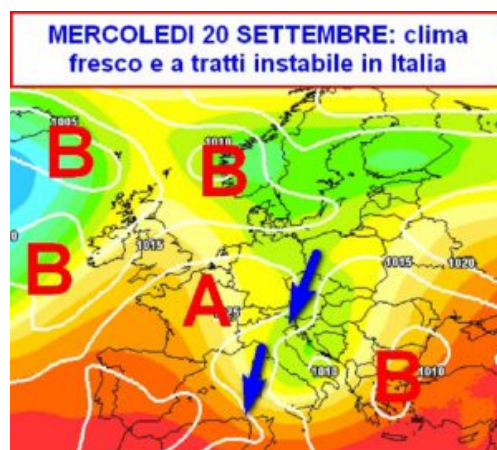 MERCOLEDI 20 SETTEMBRE: clima
fresco e a tratti instabile in Italia
1005
B
1010
B
B
1015
1015
1020
A
1010
B
1010